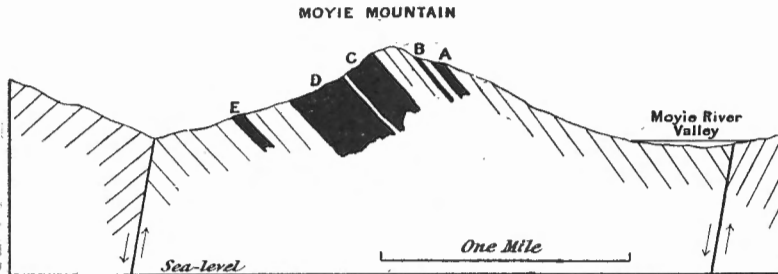 MOYIE MOUNTAIN
C
B
A
D
E
Moyie River
Valley
One Mile
Sea-level